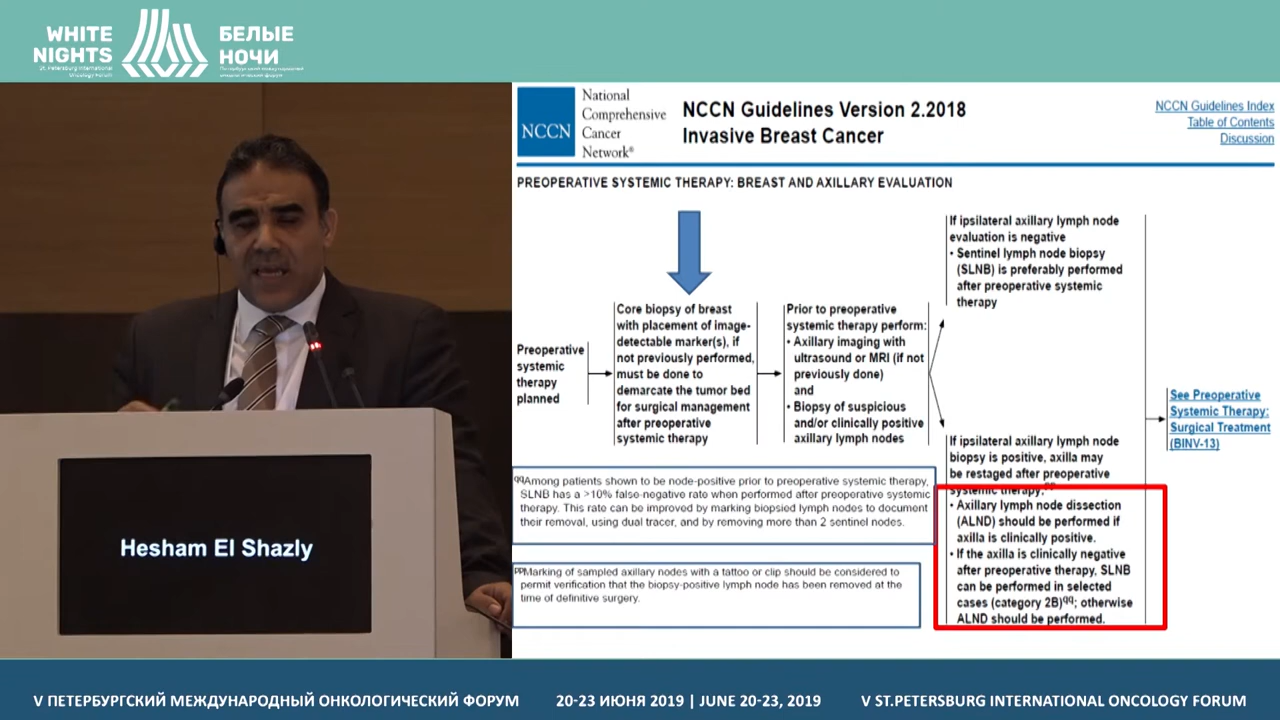 WHITE
NIGHTS
St. Petersburg International
Oncology Forum
БЕЛЫЕ
НОЧИ
Петербургский международный
онкологический форум
NCCN
National
Comprehensive
Cancer
Network®
NCCN Guidelines Version 2.2018
Invasive Breast Cancer
NCCN Guidelines Index
Table of Contents
Discussion
PREOPERATIVE SYSTEMIC THERAPY: BREAST AND AXILLARY EVALUATION
Preoperative
systemic
therapy
planned
Core biopsy of breast
with placement of image-
detectable marker(s), if
not previously performed,
must be done to
demarcate the tumor bed
for surgical management
after preoperative
systemic therapy
Prior to preoperative
systemic therapy perform:
• Axillary imaging with
ultrasound or MRI (if not
previously done)
and
• Biopsy of suspicious
and/or clinically positive
axillary lymph nodes
If ipsilateral axillary lymph node
evaluation is negative
• Sentinel lymph node biopsy
(SLNB) is preferably performed
after preoperative systemic
therapy
If ipsilateral axillary lymph node
biopsy is positive, axilla may
be restaged after preoperative
systemic therapy;pp
• Axillary lymph node dissection
(ALND) should be performed if
axilla is clinically positive.
• If the axilla is clinically negative
after preoperative therapy, SLNB
can be performed in selected
cases (category 2B)qq; otherwise
ALND should be performed.
See Preoperative
Systemic Therapy:
Surgical Treatment
(BINV-13)
qqAmong patients shown to be node-positive prior to preoperative systemic therapy,
SLNB has a >10% false-negative rate when performed after preoperative systemic
therapy. This rate can be improved by marking biopsied lymph nodes to document
their removal, using dual tracer, and by removing more than 2 sentinel nodes.
ppMarking of sampled axillary nodes with a tattoo or clip should be considered to
permit verification that the biopsy-positive lymph node has been removed at the
time of definitive surgery.
Hesham El Shazly
V ПЕТЕРБУРГСКИЙ МЕЖДУНАРОДНЫЙ ОНКОЛОГИЧЕСКИЙ ФОРУМ
20-23 ИЮНЯ 2019 | JUNE 20-23, 2019
V ST.PETERSBURG INTERNATIONAL ONCOLOGY FORUM